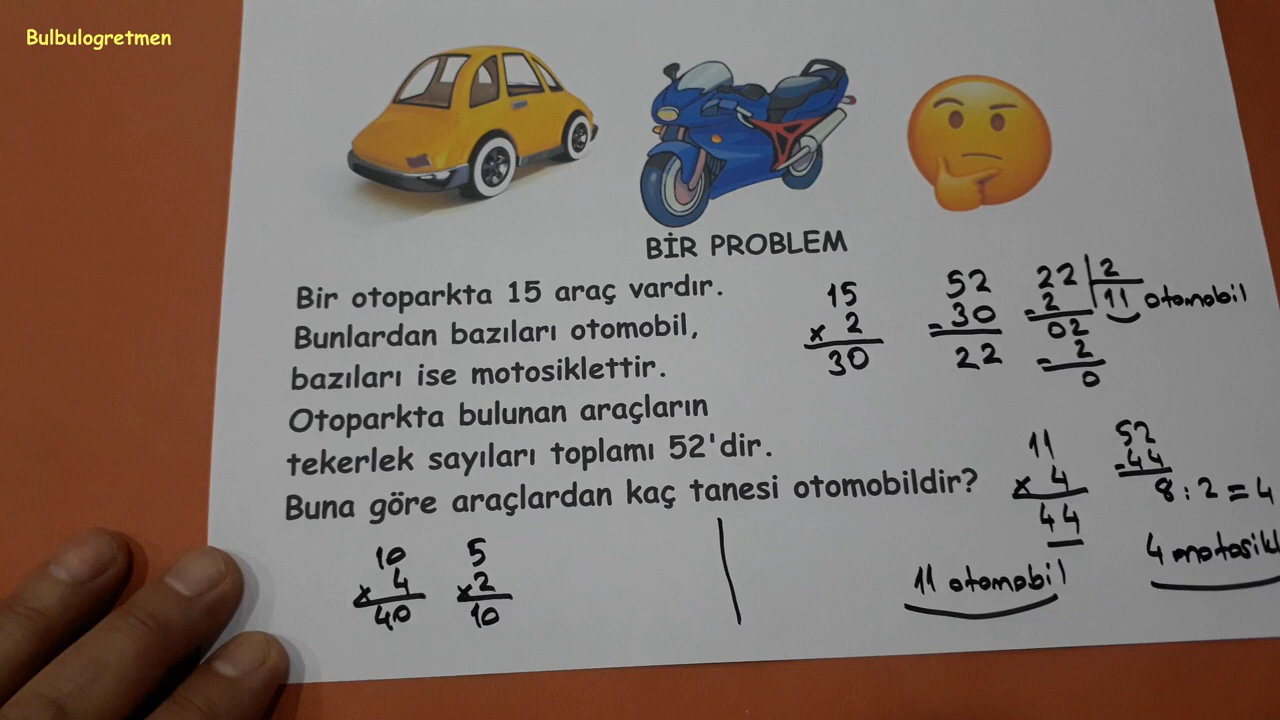 Bulbulogretmen
BİR PROBLEM
Bir otoparkta 15 araç vardır.
Bunlardan bazıları otomobil,
bazıları ise motosiklettir.
Otoparkta bulunan araçların
tekerlek sayıları toplamı 52'dir.
Buna göre araçlardan kaç tanesi otomobildir?
15
x 2
30
52
- 30
22
22 | 2
- 2 11 otomobil
02
- 2
0
10
x 4
40
5
x 2
10
11
x 4
44
52
- 44
8 : 2 = 4
11 otomobil
4 motosikl